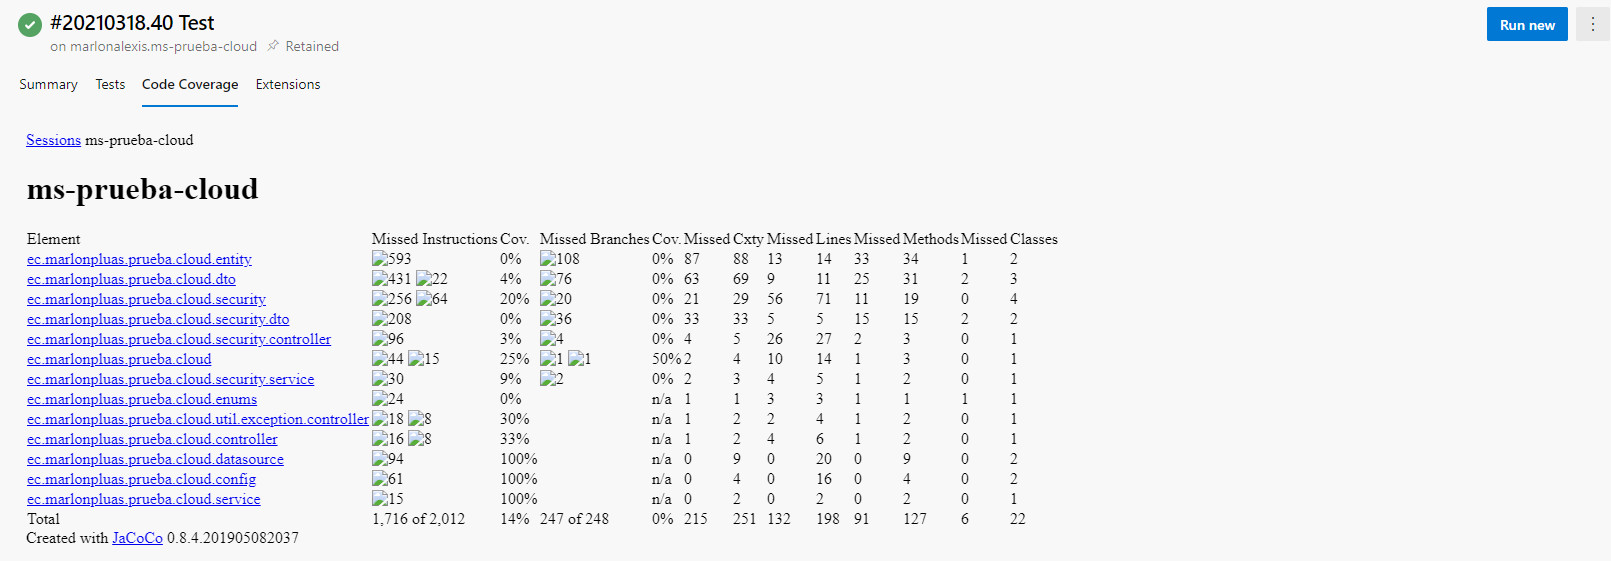 #20210318.40 Test
Run new
on marlonalexis.ms-prueba-cloud Retained
Summary Tests Code Coverage Extensions
Sessions ms-prueba-cloud
ms-prueba-cloud
Element Missed Instructions Cov. Missed Branches Cov. Missed Cxty Missed Lines Missed Methods Missed Classes
ec.marlonpluas.prueba.cloud.entity 593 0% 108 0% 87 88 13 14 33 34 1 2
ec.marlonpluas.prueba.cloud.dto 431 22 4% 76 0% 63 69 9 11 25 31 2 3
ec.marlonpluas.prueba.cloud.security 256 64 20% 20 0% 21 29 56 71 11 19 0 4
ec.marlonpluas.prueba.cloud.security.dto 208 0% 36 0% 33 33 5 5 15 15 2 2
ec.marlonpluas.prueba.cloud.security.controller 96 3% 4 0% 4 5 26 27 2 3 0 1
ec.marlonpluas.prueba.cloud 44 15 25% 1 1 50% 2 4 10 14 1 3 0 1
ec.marlonpluas.prueba.cloud.security.service 30 9% 2 0% 2 3 4 5 1 2 0 1
ec.marlonpluas.prueba.cloud.enums 24 0% n/a 1 1 3 3 1 1 1 1
ec.marlonpluas.prueba.cloud.util.exception.controller 18 8 30% n/a 1 2 2 4 1 2 0 1
ec.marlonpluas.prueba.cloud.controller 16 8 33% n/a 1 2 4 6 1 2 0 1
ec.marlonpluas.prueba.cloud.datasource 94 100% n/a 0 9 0 20 0 9 0 2
ec.marlonpluas.prueba.cloud.config 61 100% n/a 0 4 0 16 0 4 0 2
ec.marlonpluas.prueba.cloud.service 15 100% n/a 0 2 0 2 0 2 0 1
Total 1,716 of 2,012 14% 247 of 248 0% 215 251 132 198 91 127 6 22
Created with JaCoCo 0.8.4.201905082037